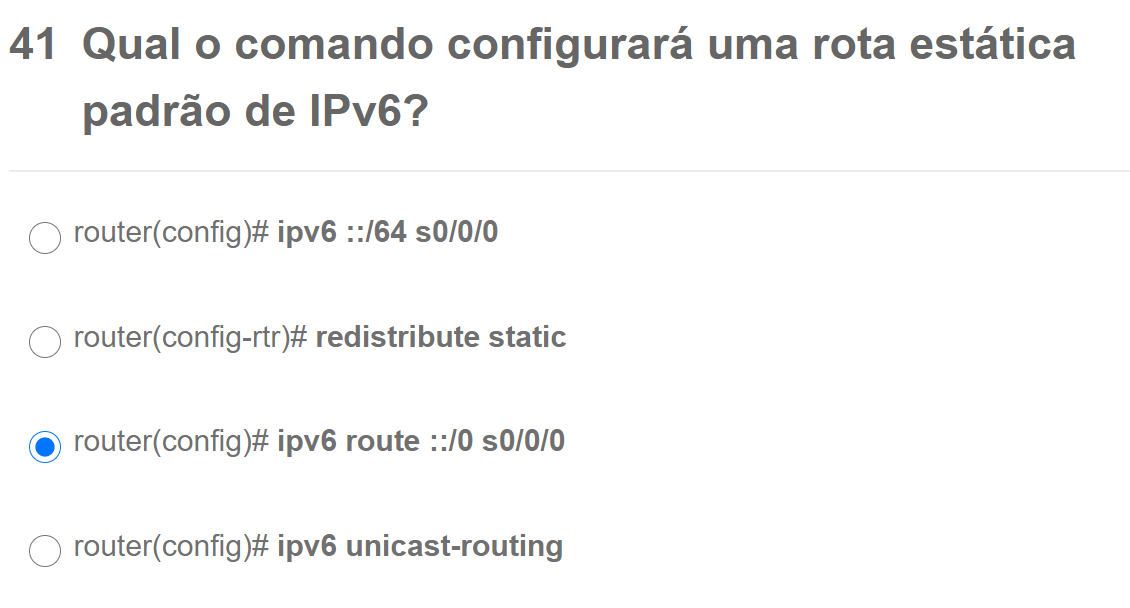 41 Qual o comando configurará uma rota estática
padrão de IPv6?
router(config)# ipv6 ::/64 s0/0/0
router(config-rtr)# redistribute static
router(config)# ipv6 route ::/0 s0/0/0
router(config)# ipv6 unicast-routing